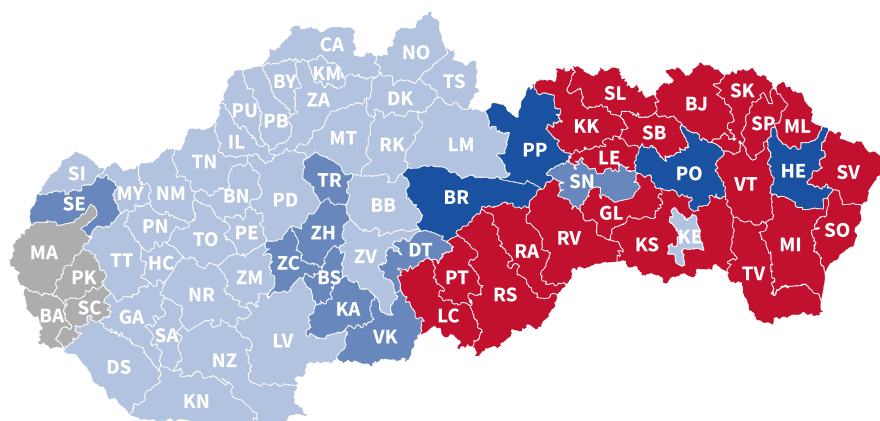 CA
NO
BY
KM
TS
ZA
DK
PU
PB
SL
SK
BJ
KK
SB
SP
ML
IL
MT
RK
LM
PP
LE
TN
SI
SN
PO
HE
SV
VT
TR
MY
NM
BN
PD
BB
BR
SE
GL
PN
TO
PE
ZH
RV
KS
KE
SO
MI
MA
TT
HC
ZM
ZC
ZV
DT
RA
PK
BS
PT
TV
NR
RS
SC
BA
GA
KA
LC
SA
LV
VK
DS
NZ
KN